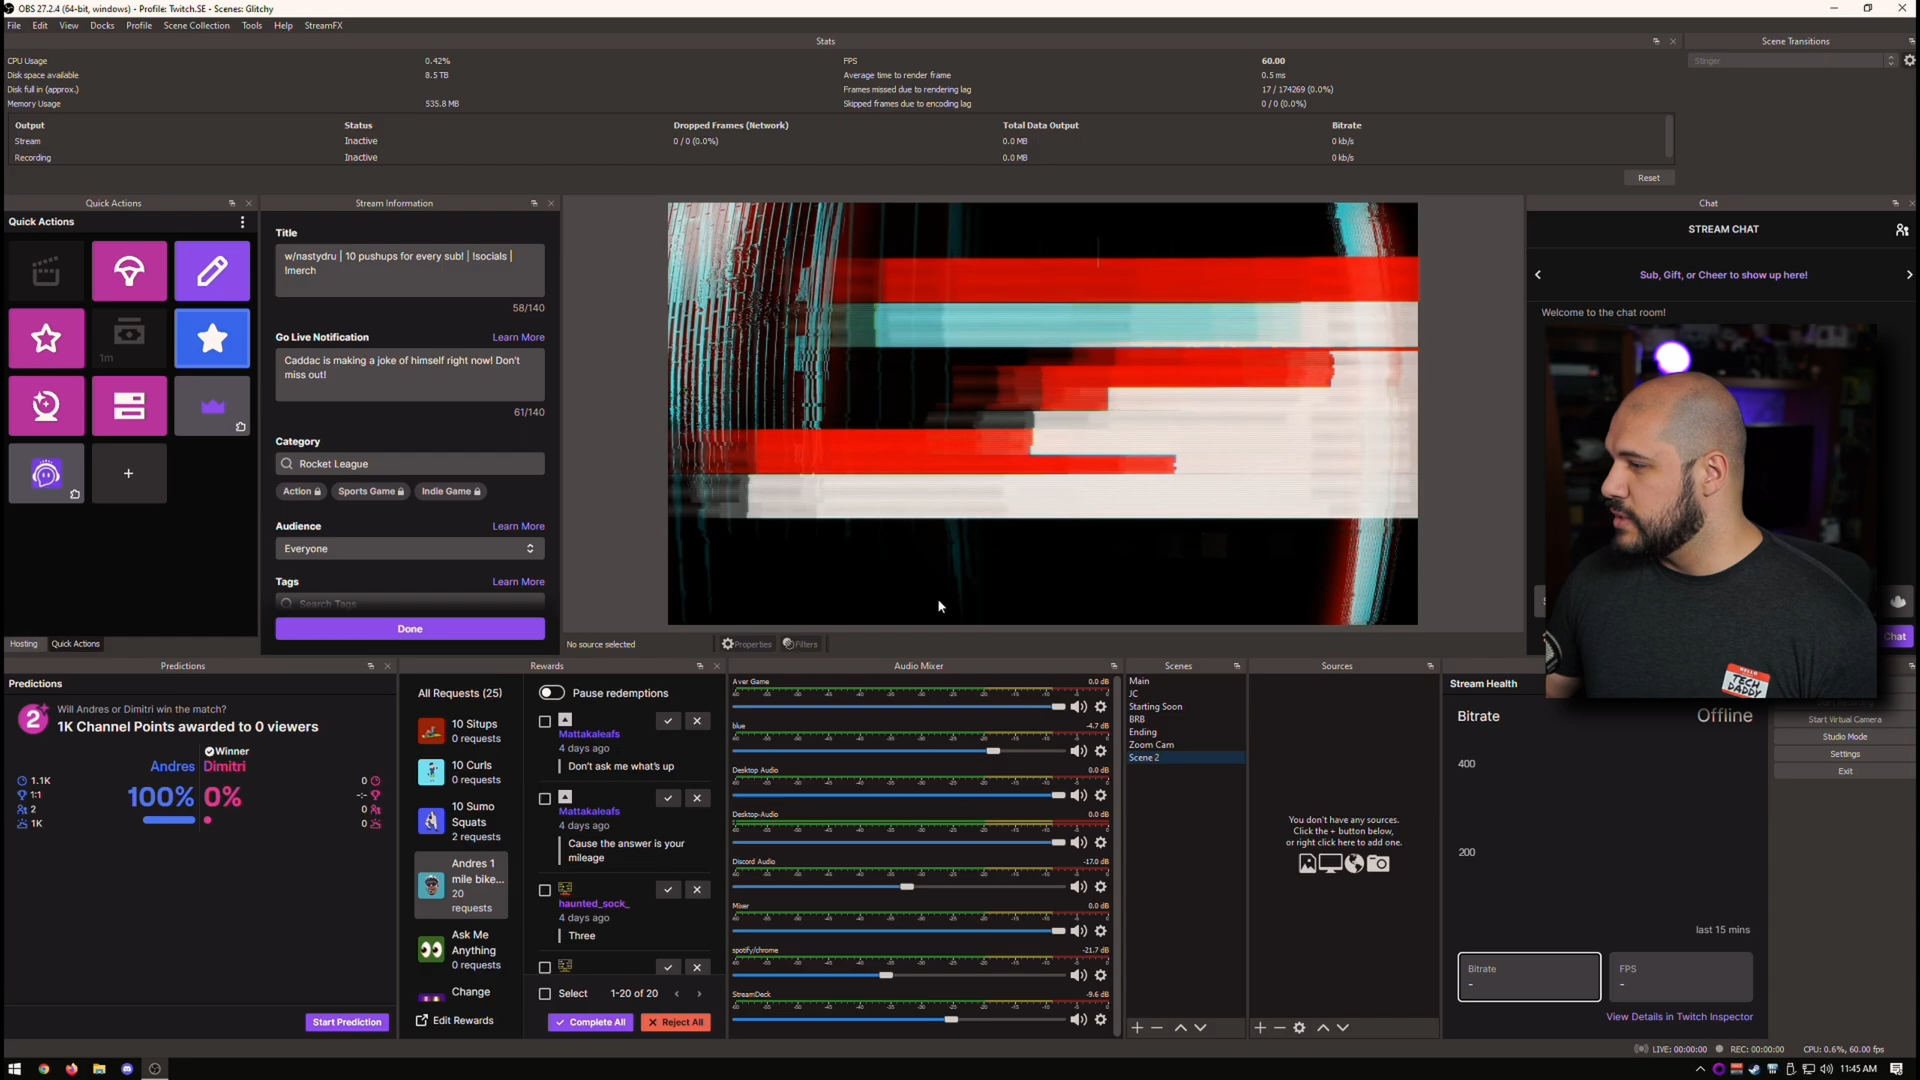 OBS 27.2.4 (64-bit, windows) - Profile: Twitch.SE - Scenes: Glitchy
File Edit View Docks Profile Scene Collection Tools Help StreamFX
Stats
Scene Transitions
CPU Usage 0.42% FPS 60.00
Stinger
Disk space available 8.5 TB Average time to render frame 0.5 ms
Disk full in (approx.) Frames missed due to rendering lag 17 / 174269 (0.0%)
Memory Usage 535.8 MB Skipped frames due to encoding lag 0 / 0 (0.0%)
Output Status Dropped Frames (Network) Total Data Output Bitrate
Stream Inactive 0 / 0 (0.0%) 0.0 MB 0 kb/s
Recording Inactive 0.0 MB 0 kb/s
Reset
Quick Actions
Quick Actions
1m
Hosting Quick Actions
Stream Information
Title
w/nastydru | 10 pushups for every sub! | !socials |
!merch
58/140
Go Live Notification Learn More
Caddac is making a joke of himself right now! Don't
miss out!
61/140
Category
Rocket League
Action Sports Game Indie Game
Audience Learn More
Everyone
Tags Learn More
Search Tags
Done
No source selected Properties Filters
Chat
STREAM CHAT
Sub, Gift, or Cheer to show up here!
Welcome to the chat room!
Chat
HELLO
TECH
DADDY
Predictions
Predictions
2
Will Andres or Dimitri win the match?
1K Channel Points awarded to 0 viewers
Winner
Andres Dimitri
1.1K 0
1:1 100% 0% -:-
2 0
1K 0
Start Prediction
Rewards
All Requests (25)
10 Situps
0 requests
10 Curls
0 requests
10 Sumo
Squats
2 requests
Andres 1
mile bike...
20
requests
Ask Me
Anything
0 requests
Change
Edit Rewards
Pause redemptions
Mattakaleafs
4 days ago
Don't ask me what's up
Mattakaleafs
4 days ago
Cause the answer is your
mileage
haunted_sock_
4 days ago
Three
Select 1-20 of 20
Complete All Reject All
Audio Mixer
Aver Game 0.0 dB
blue -4.7 dB
Desktop Audio 0.0 dB
Desktop-Audio 0.0 dB
Discord Audio -17.0 dB
Mixer 0.0 dB
spotify/chrome -21.7 dB
StreamDeck -9.6 dB
Scenes
Main
JC
Starting Soon
BRB
Ending
Zoom Cam
Scene 2
Sources
You don't have any sources.
Click the + button below,
or right click here to add one.
Stream Health
Bitrate Offline
400
200
last 15 mins
Bitrate
-
FPS
-
View Details in Twitch Inspector
Start Virtual Camera
Studio Mode
Settings
Exit
LIVE: 00:00:00 REC: 00:00:00 CPU: 0.6%, 60.00 fps
11:45 AM